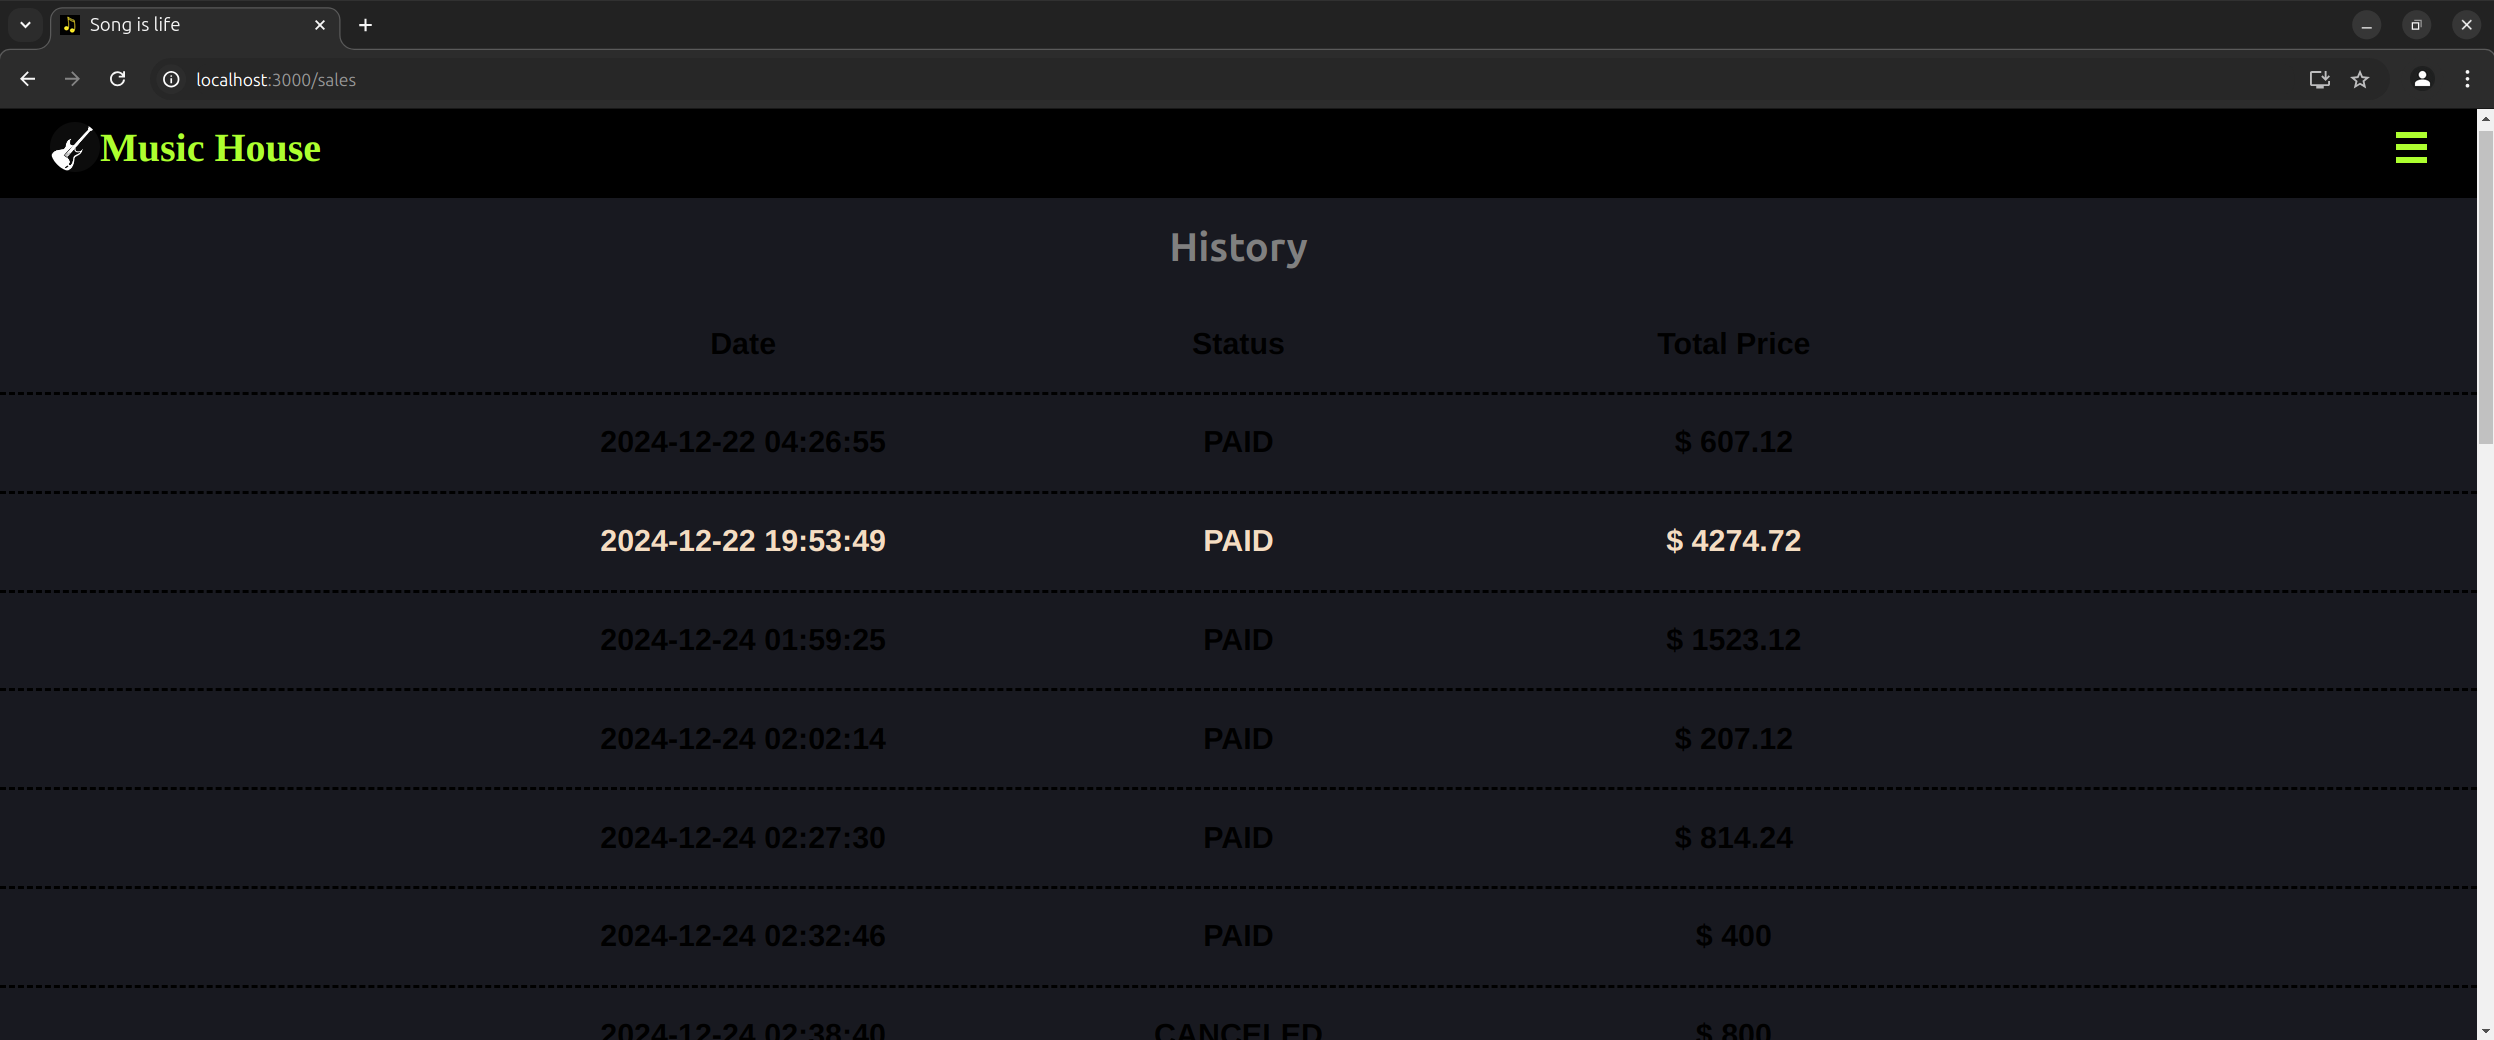 Song is life
localhost:3000/sales
Music House
History
Date Status Total Price
2024-12-22 04:26:55 PAID $ 607.12
2024-12-22 19:53:49 PAID $ 4274.72
2024-12-24 01:59:25 PAID $ 1523.12
2024-12-24 02:02:14 PAID $ 207.12
2024-12-24 02:27:30 PAID $ 814.24
2024-12-24 02:32:46 PAID $ 400
2024-12-24 02:38:40 CANCELED $ 800